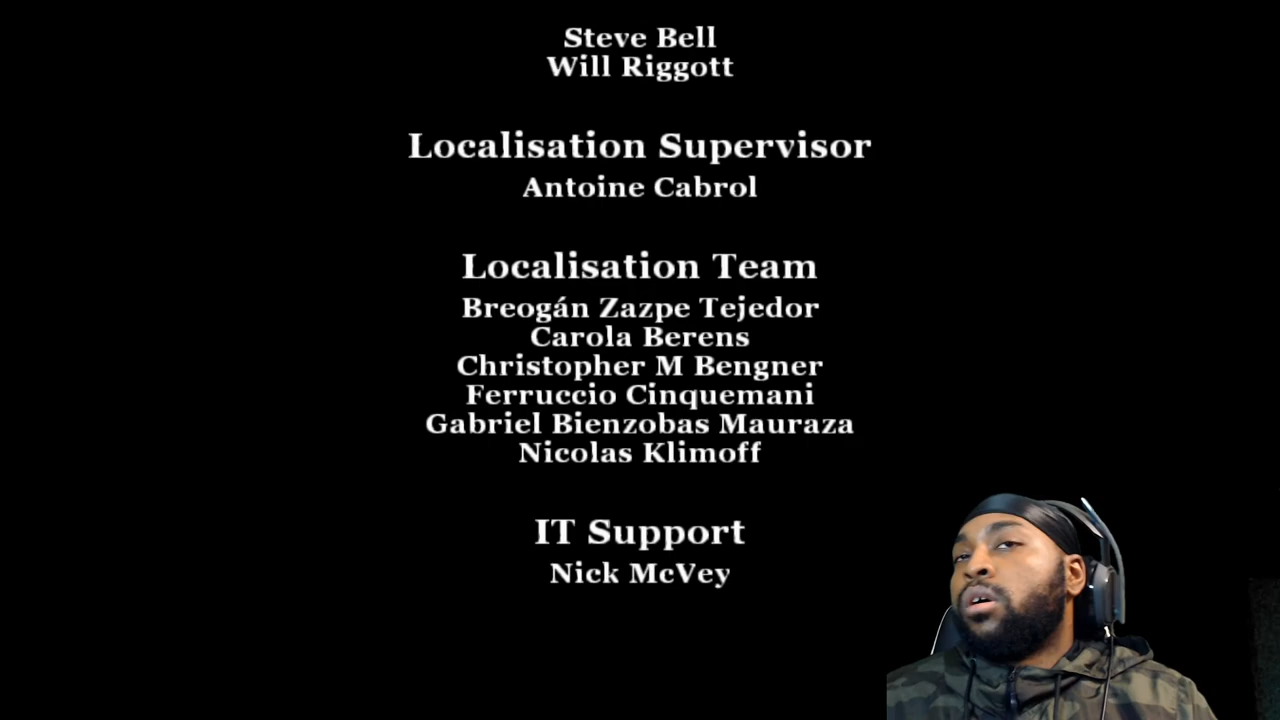 Steve Bell
Will Riggott
Localisation Supervisor
Antoine Cabrol
Localisation Team
Breogán Zazpe Tejedor
Carola Berens
Christopher M Bengner
Ferruccio Cinquemani
Gabriel Bienzobas Mauraza
Nicolas Klimoff
IT Support
Nick McVey